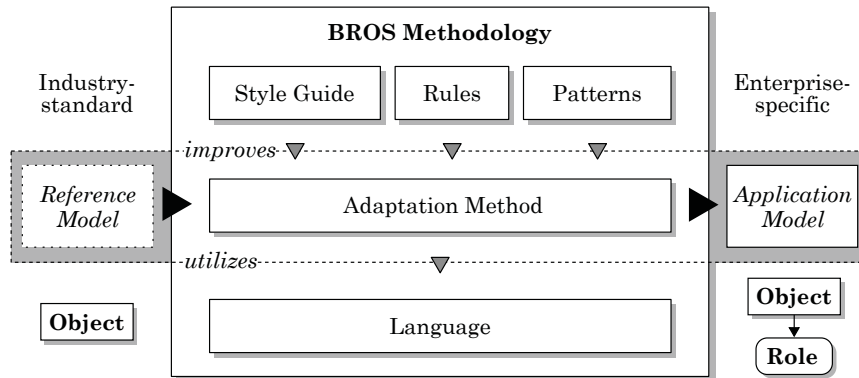 BROS Methodology
Industry-
standard
Style Guide
Rules
Patterns
Enterprise-
specific
improves
Reference
Model
Adaptation Method
Application
Model
utilizes
Object
Language
Object
Role